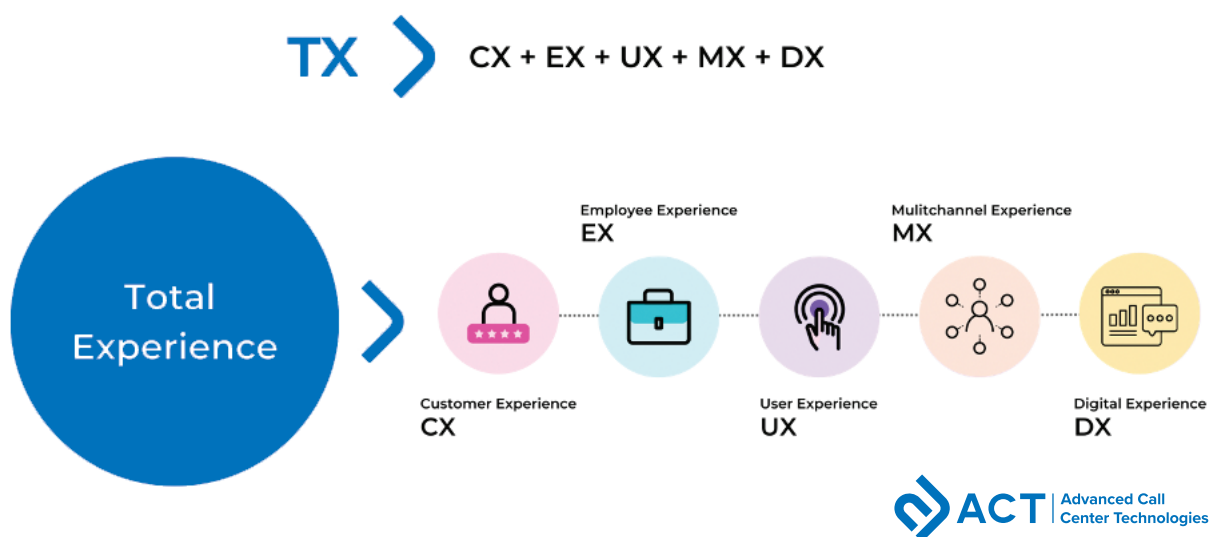 TX
CX + EX + UX + MX + DX
Total
Experience
Customer Experience
CX
Employee Experience
EX
User Experience
UX
Mulitchannel Experience
MX
Digital Experience
DX
ACT
Advanced Call
Center Technologies